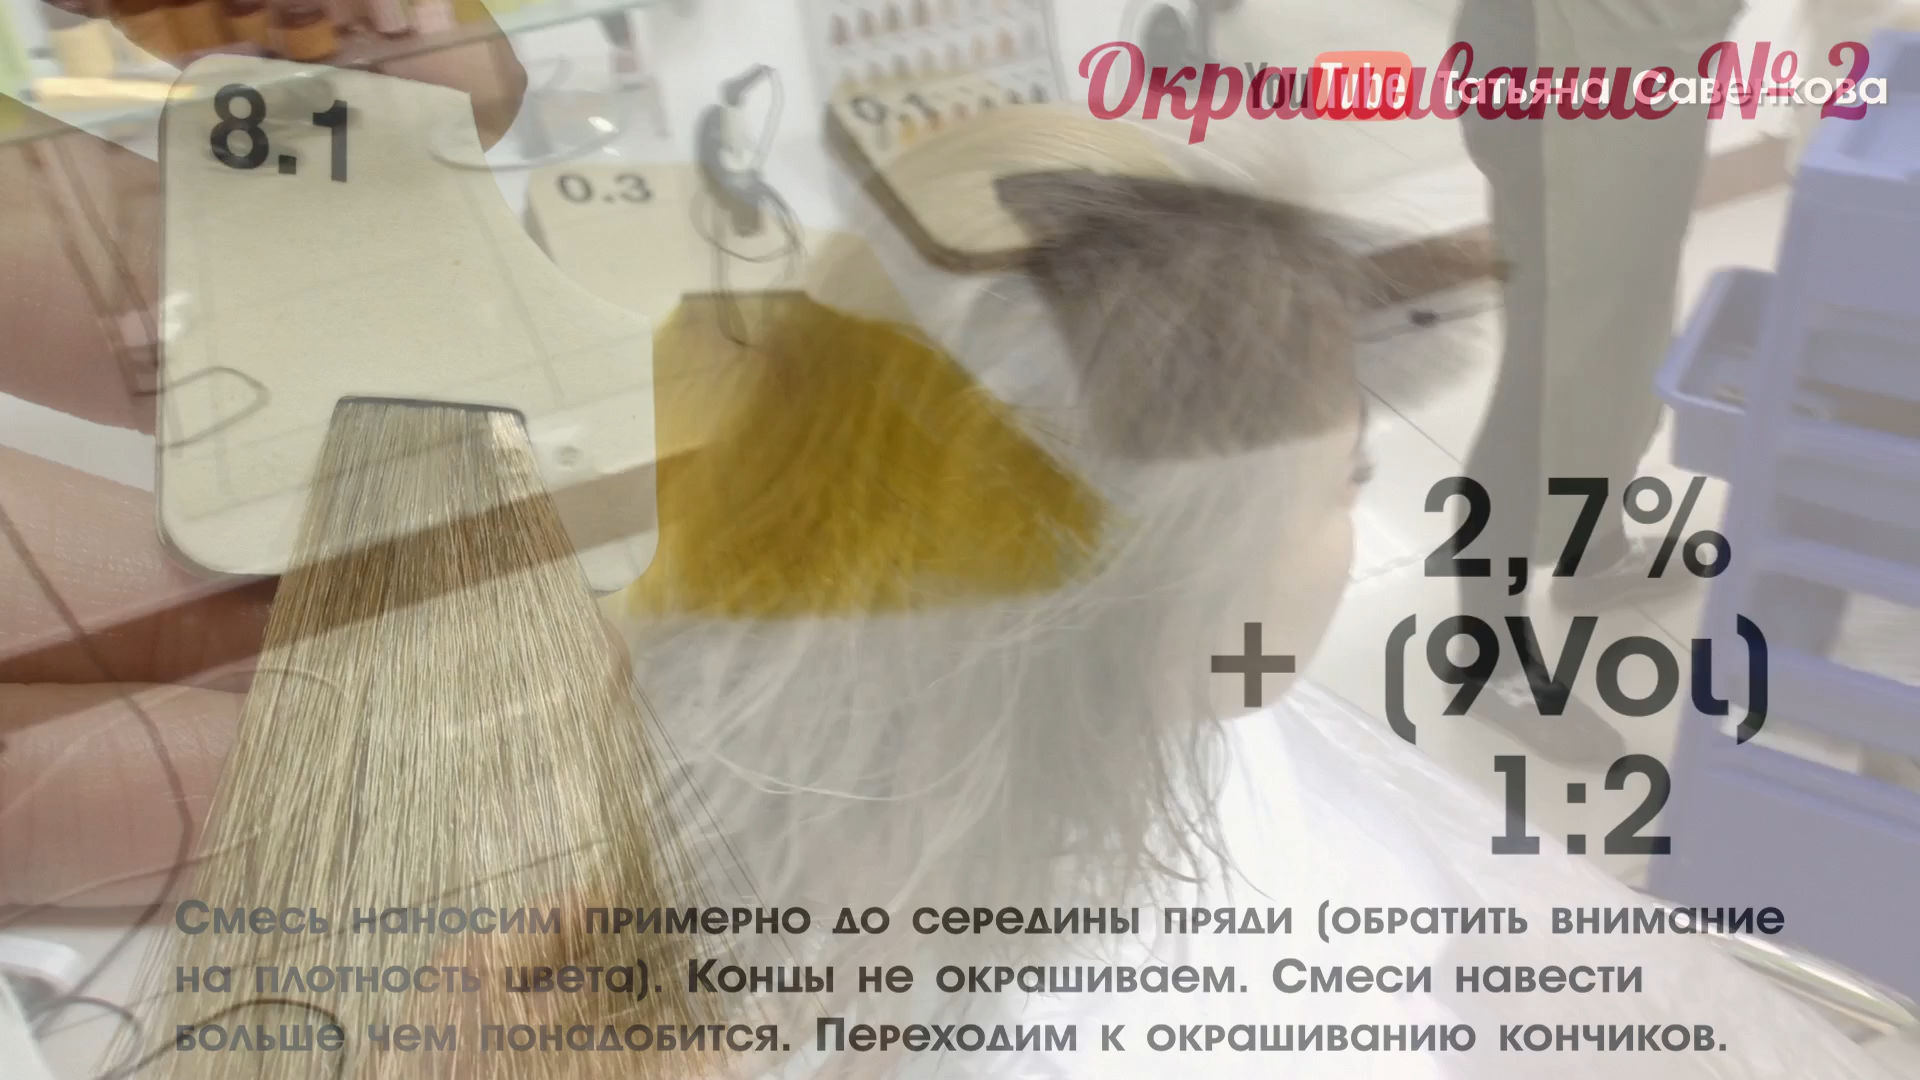 Окрашивание № 2
YouTube Татьяна Савенкова
8.1
0.3
0.1
2,7%
+ (9Vol)
1:2
Смесь наносим примерно до середины пряди (обратить внимание
на плотность цвета). Концы не окрашиваем. Смеси навести
больше чем понадобится. Переходим к окрашиванию кончиков.